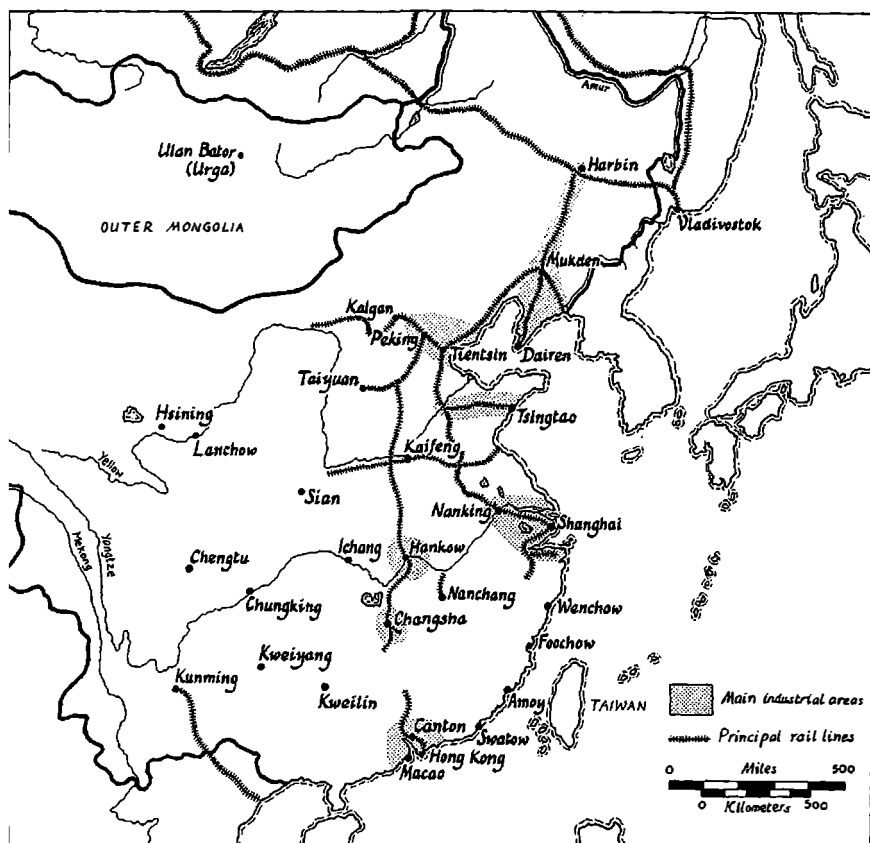 Amur
Ulan Bator
(Urga)
Harbin
OUTER MONGOLIA
Vladivostok
Mukden
Kalgan
Peking
Tientsin
Dairen
Taiyuan
Tsingtao
Hsining
Lanchow
Kaifeng
Yellow
Sian
Nanking
Shanghai
Mekong
Yangtze
Ichang
Hankow
Chengtu
Chungking
Nanchang
Wenchow
Changsha
Foochow
Kweiyang
Kunming
Kweilin
Amoy
TAIWAN
Main industrial areas
Canton
Swatow
Principal rail lines
Hong Kong
Macao
0 Miles 500
0 Kilometers 500